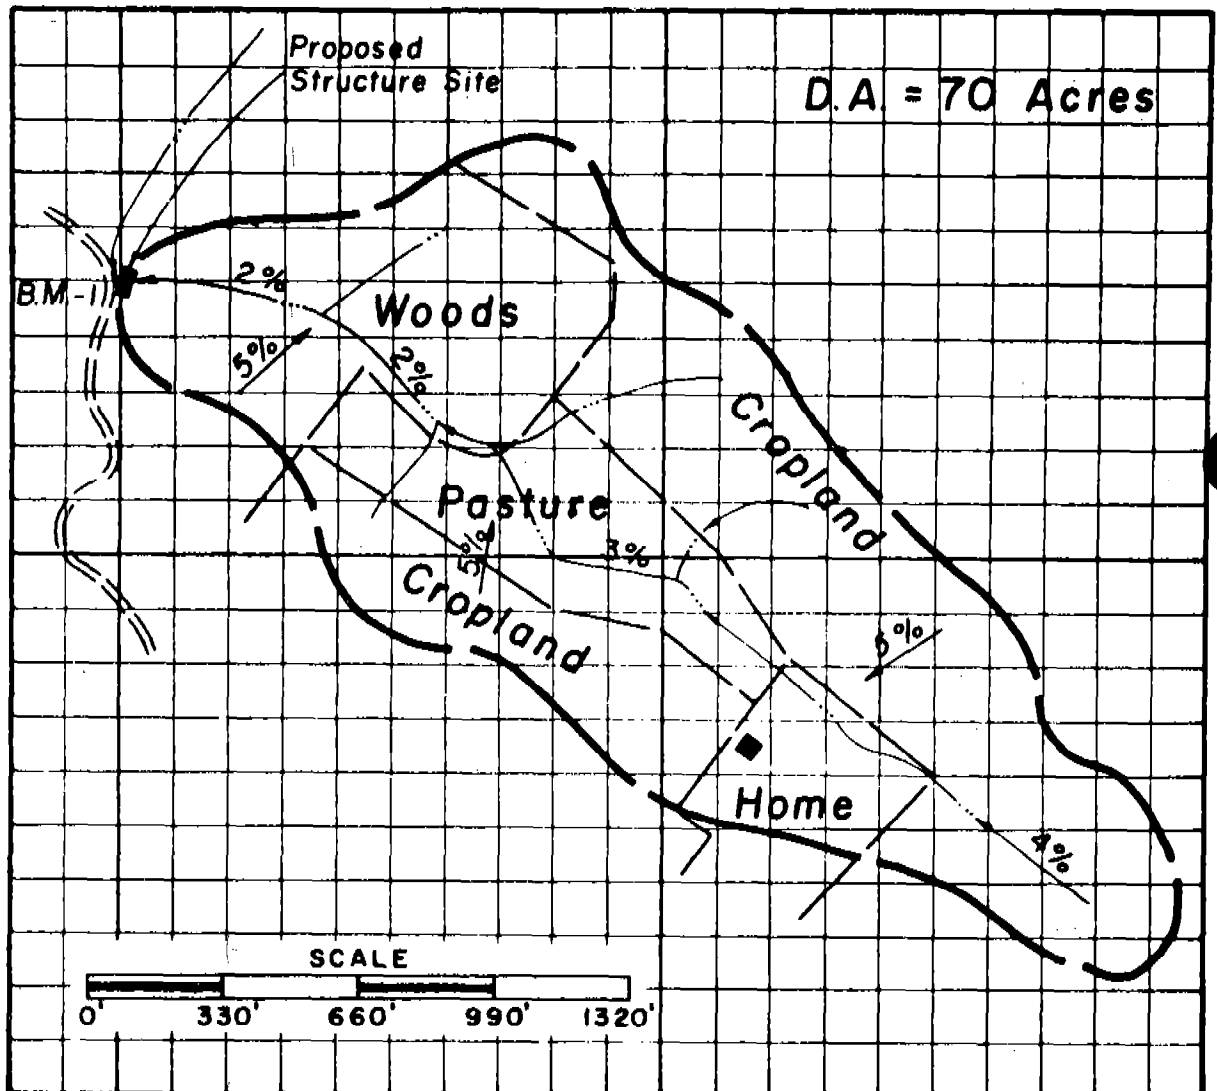 Proposed
Structure Site
D.A. = 70 Acres
B.M.-1
2%
Woods
5%
2%
Cropland
Pasture
3%
5%
Cropland
5%
Home
4%
SCALE
0' 330' 660' 990' 1320'